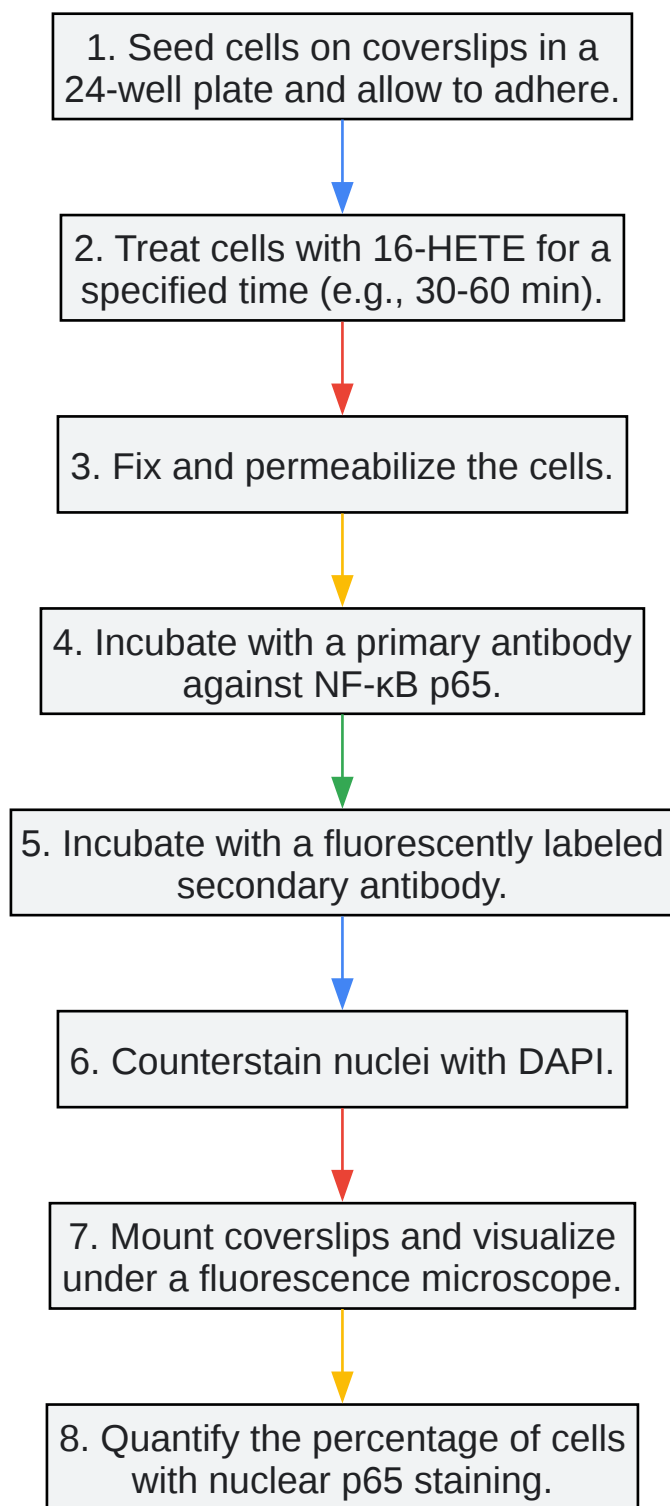 1. Seed cells on coverslips in a
24-well plate and allow to adhere.
2. Treat cells with 16-HETE for a
specified time (e.g., 30-60 min).
3. Fix and permeabilize the cells.
4. Incubate with a primary antibody
against NF-κB p65.
5. Incubate with a fluorescently labeled
secondary antibody.
6. Counterstain nuclei with DAPI.
7. Mount coverslips and visualize
under a fluorescence microscope.
8. Quantify the percentage of cells
with nuclear p65 staining.